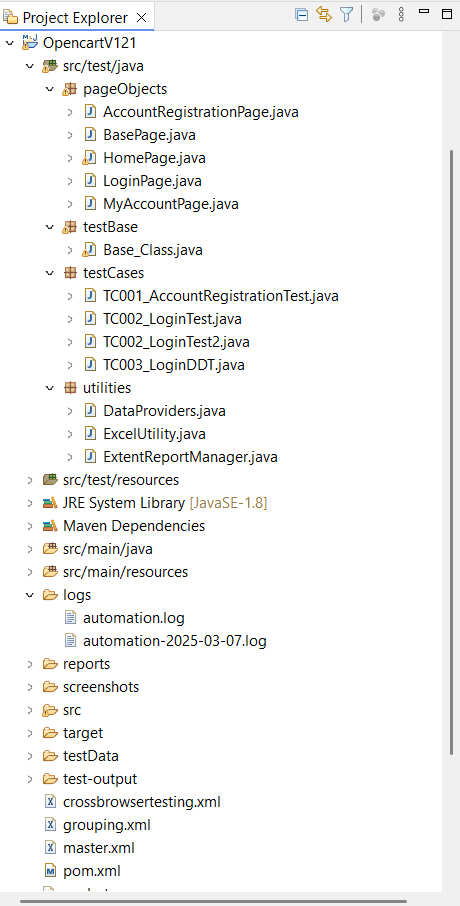 Project Explorer
OpencartV121
src/test/java
pageObjects
AccountRegistrationPage.java
BasePage.java
HomePage.java
LoginPage.java
MyAccountPage.java
testBase
Base_Class.java
testCases
TC001_AccountRegistrationTest.java
TC002_LoginTest.java
TC002_LoginTest2.java
TC003_LoginDDT.java
utilities
DataProviders.java
ExcelUtility.java
ExtentReportManager.java
src/test/resources
JRE System Library [JavaSE-1.8]
Maven Dependencies
src/main/java
src/main/resources
logs
automation.log
automation-2025-03-07.log
reports
screenshots
src
target
testData
test-output
crossbrowsertesting.xml
grouping.xml
master.xml
pom.xml